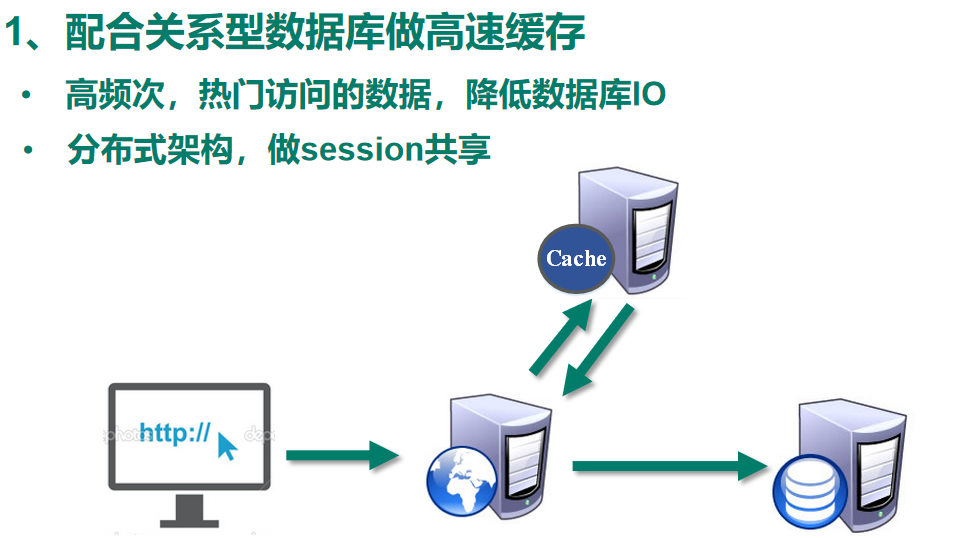 1、配合关系型数据库做高速缓存
• 高频次，热门访问的数据，降低数据库IO
• 分布式架构，做session共享
Cache
http://